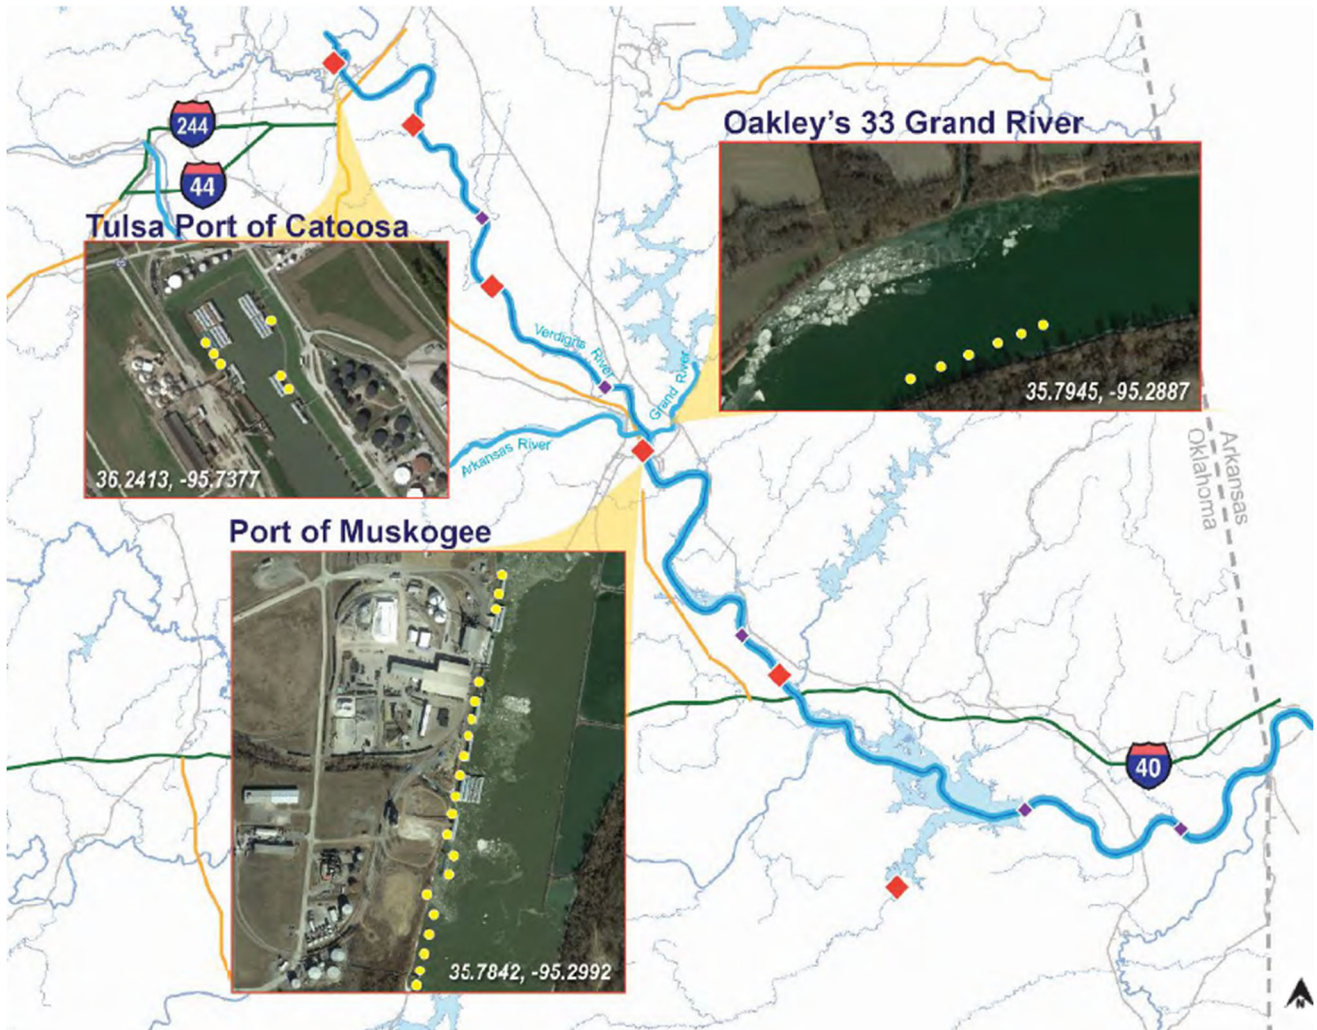 244
44
Oakley's 33 Grand River
35.7945, -95.2887
Tulsa Port of Catoosa
36.2413, -95.7377
Verdigris River
Grand River
Arkansas River
Arkansas
Oklahoma
Port of Muskogee
35.7842, -95.2992
40
N